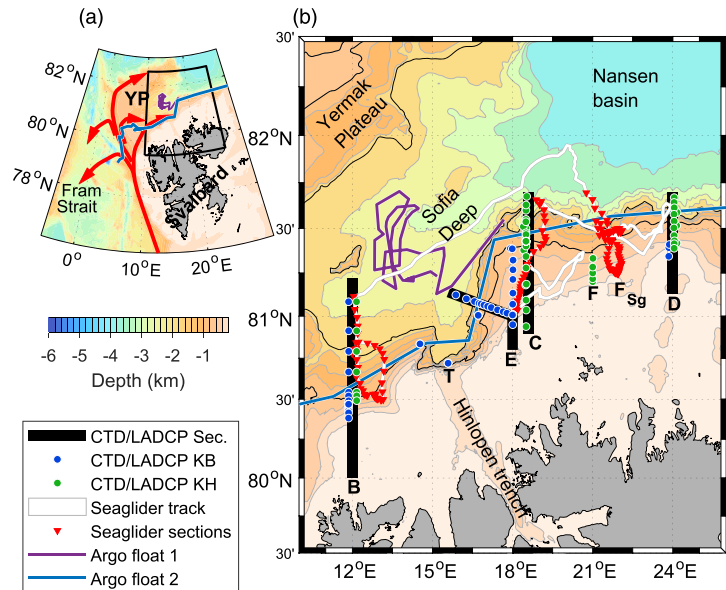 (a)
82°N
80°N
78°N
YP
Fram
Strait
Svalbard
0°E
10°E
20°E
-6 -5 -4 -3 -2 -1
Depth (km)
CTD/LADCP Sec.
CTD/LADCP KB
CTD/LADCP KH
Seaglider track
Seaglider sections
Argo float 1
Argo float 2
(b)
30'
82°N
30'
81°N
30'
80°N
30'
Nansen
basin
Yermak
Plateau
Sofia
Deep
F
FSg
D
C
E
T
B
Hinlopen trench
12°E 15°E 18°E 21°E 24°E